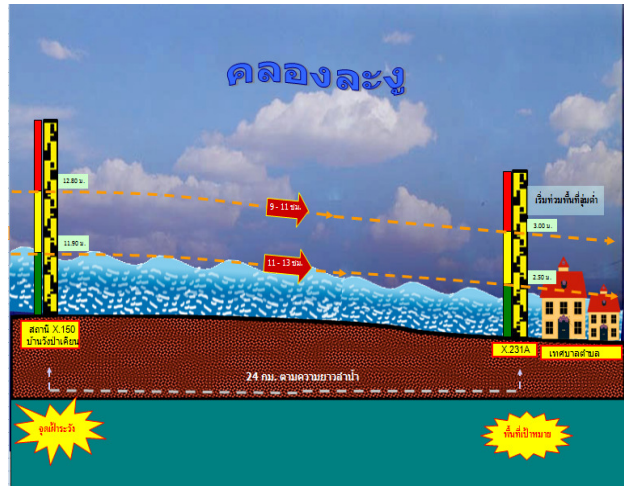 คลองละงู
12.80 ม.
9 - 11 ชม.
เริ่มท่วมพื้นที่ลุ่มต่ำ
3.00 ม.
11.90 ม.
11 - 13 ชม.
2.50 ม.
สถานี X.150
บ้านวังป่าเคียน
X.231A
เทศบาลตำบล
24 กม. ตามความยาวลำน้ำ
จุดเฝ้าระวัง
พื้นที่เป้าหมาย